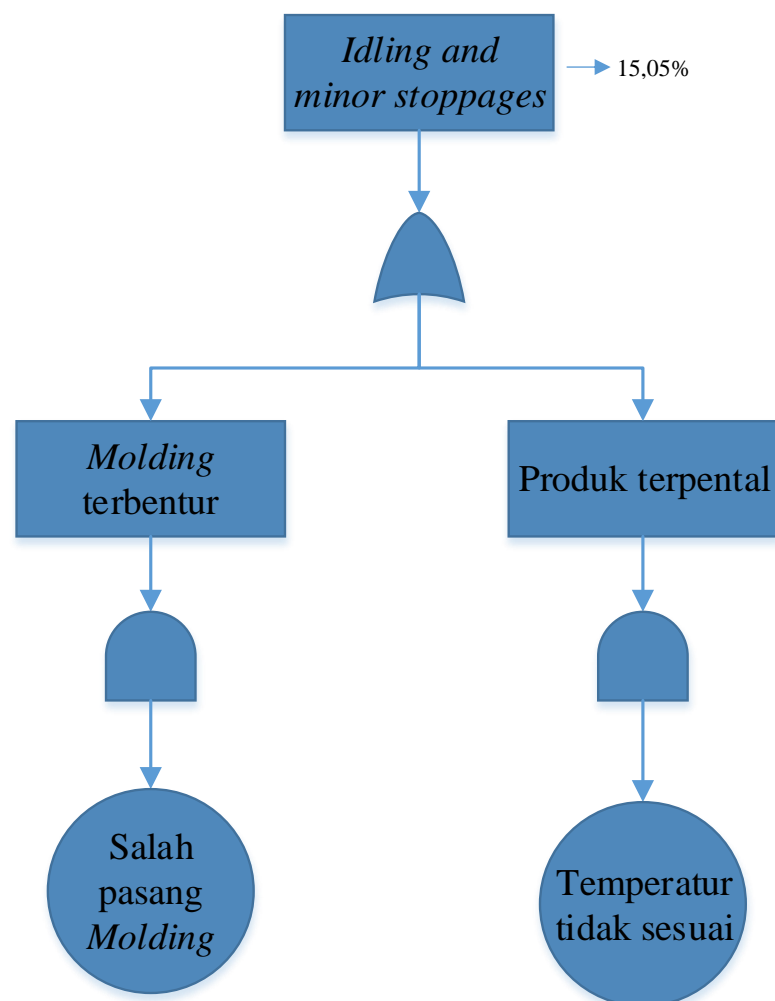 Idling and
minor stoppages
15,05%
Molding
terbentur
Produk terpental
Salah
pasang
Molding
Temperatur
tidak sesuai